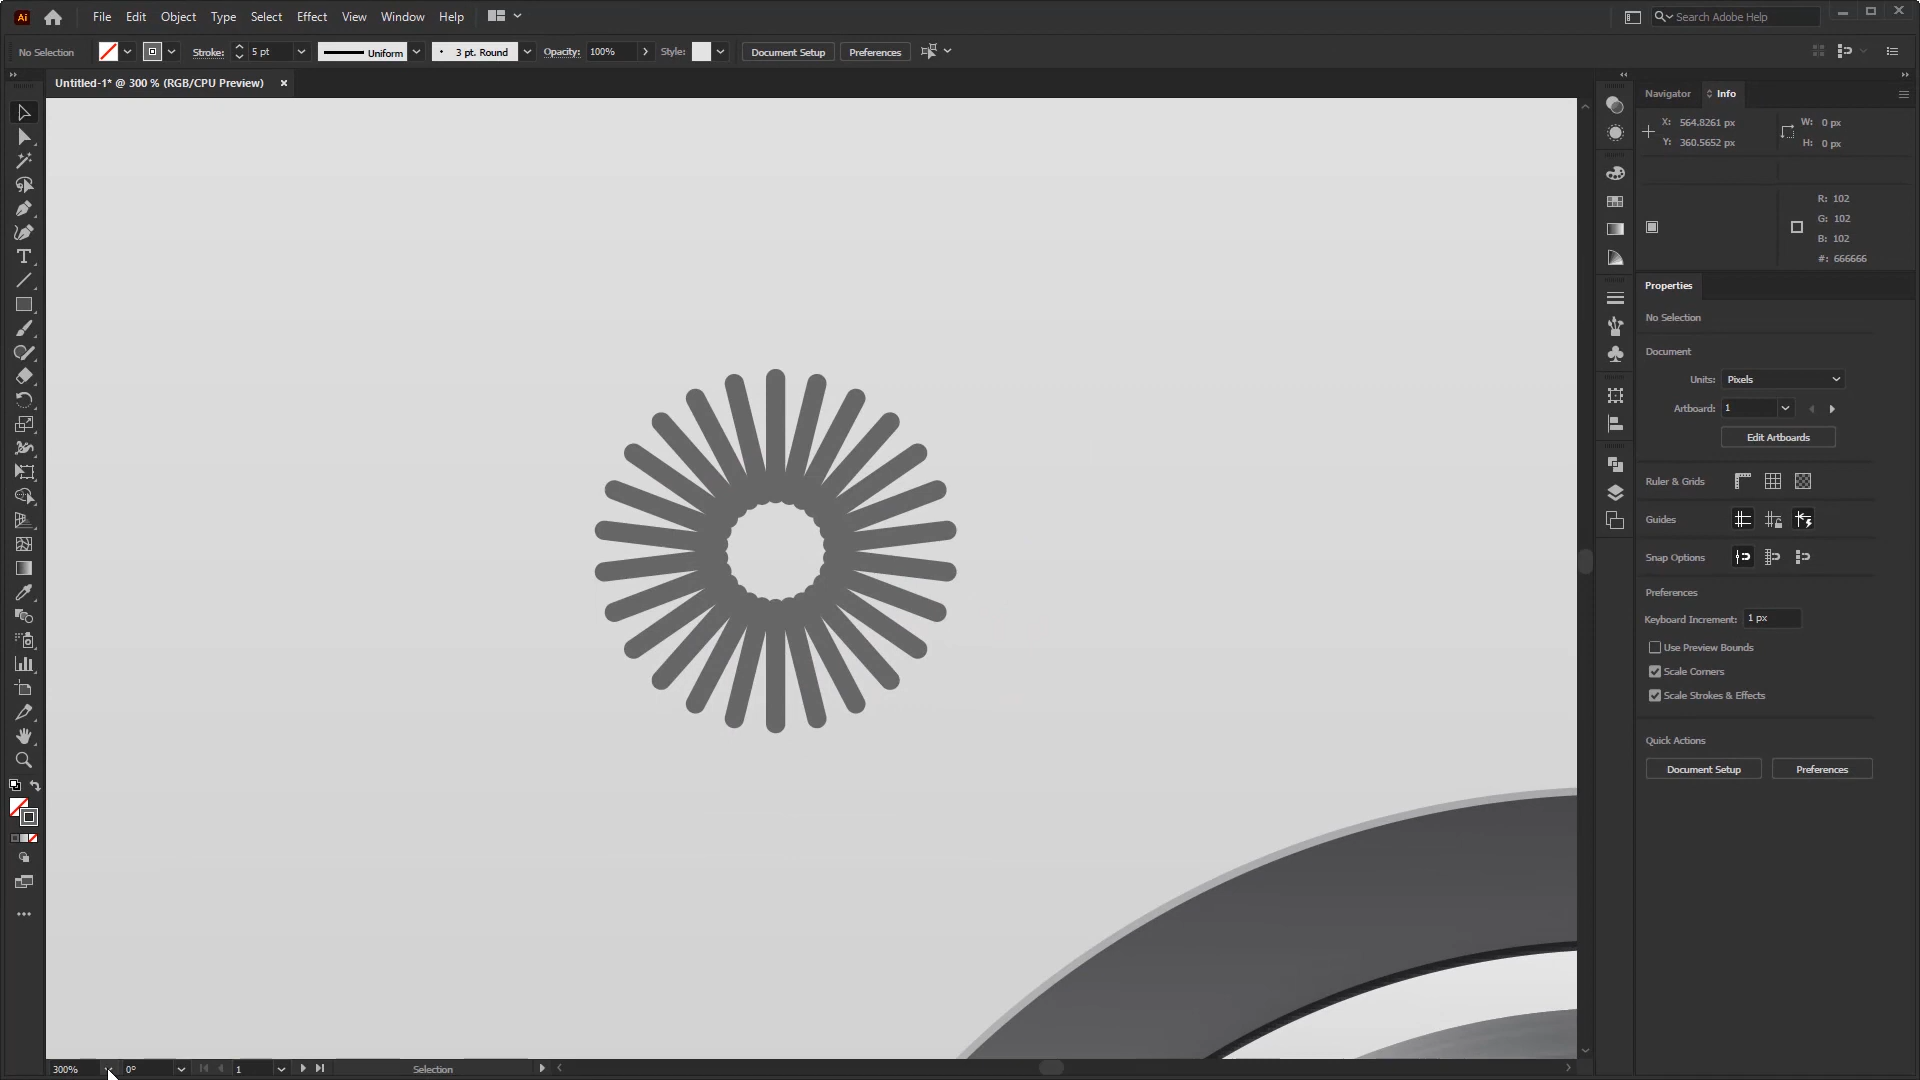 Ai File Edit Object Type Select Effect View Window Help Search Adobe Help
No Selection Stroke: 5 pt Uniform 3 pt. Round Opacity: 100% Style: Document Setup Preferences
Untitled-1* @ 300 % (RGB/CPU Preview)
Navigator Info
X: 564.8261 px W: 0 px
Y: 360.5652 px H: 0 px
R: 102
G: 102
B: 102
#: 666666
Properties
No Selection
Document
Units: Pixels
Artboard: 1
Edit Artboards
Ruler & Grids
Guides
Snap Options
Preferences
Keyboard Increment: 1 px
Use Preview Bounds
Scale Corners
Scale Strokes & Effects
Quick Actions
Document Setup Preferences
300% 0° 1 Selection